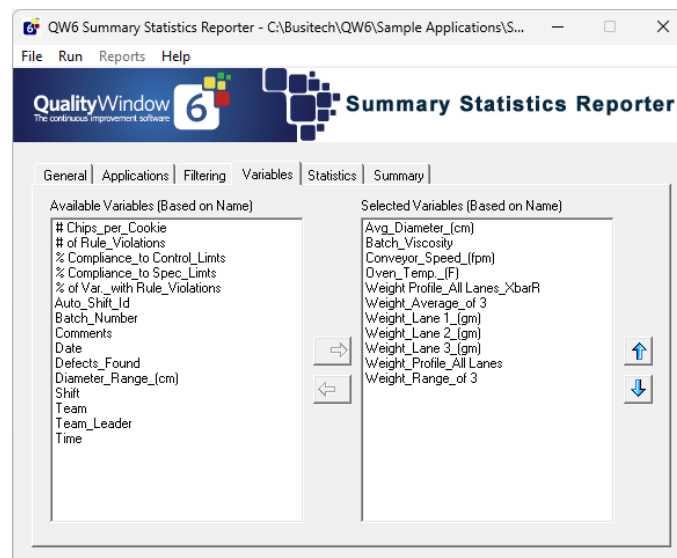 QW6 Summary Statistics Reporter - C:\Busitech\QW6\Sample Applications\S...
File Run Reports Help
QualityWindow 6
The continuous improvement software
Summary Statistics Reporter
General Applications Filtering Variables Statistics Summary
Available Variables (Based on Name)
# Chips_per_Cookie
# of Rule_Violations
% Compliance_to Control_Limts
% Compliance_to Spec_Limts
% of Var._with Rule_Violations
Auto_Shift_Id
Batch_Number
Comments
Date
Defects_Found
Diameter_Range_(cm)
Shift
Team
Team_Leader
Time
Selected Variables (Based on Name)
Avg_Diameter_(cm)
Batch_Viscosity
Conveyor_Speed_(fpm)
Oven_Temp._(F)
Weight Profile_All Lanes_XbarR
Weight_Average_of 3
Weight_Lane 1_(gm)
Weight_Lane 2_(gm)
Weight_Lane 3_(gm)
Weight_Profile_All Lanes
Weight_Range_of 3